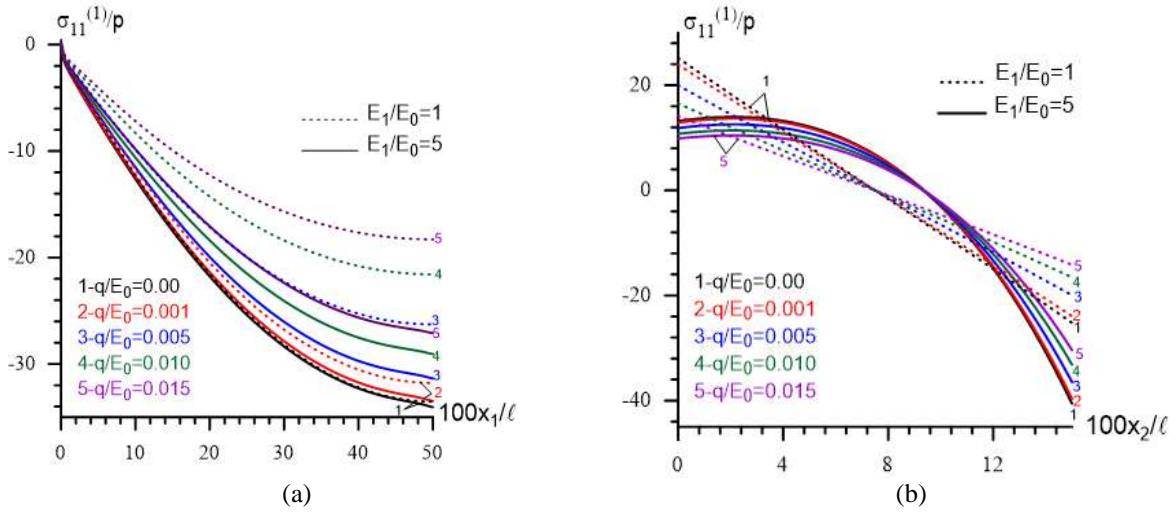 σ₁₁⁽¹⁾/p
0
-10
-20
-30
E₁/E₀=1
E₁/E₀=5
1-q/E₀=0.00
2-q/E₀=0.001
3-q/E₀=0.005
4-q/E₀=0.010
5-q/E₀=0.015
5
4
3
5
4
3
2
1
100x₁/ℓ
0
10
20
30
40
50
(a)
σ₁₁⁽¹⁾/p
20
0
-20
-40
1
5
E₁/E₀=1
E₁/E₀=5
1-q/E₀=0.00
2-q/E₀=0.001
3-q/E₀=0.005
4-q/E₀=0.010
5-q/E₀=0.015
5
4
3
2
1
5
4
3
2
1
100x₂/ℓ
0
4
8
12
(b)